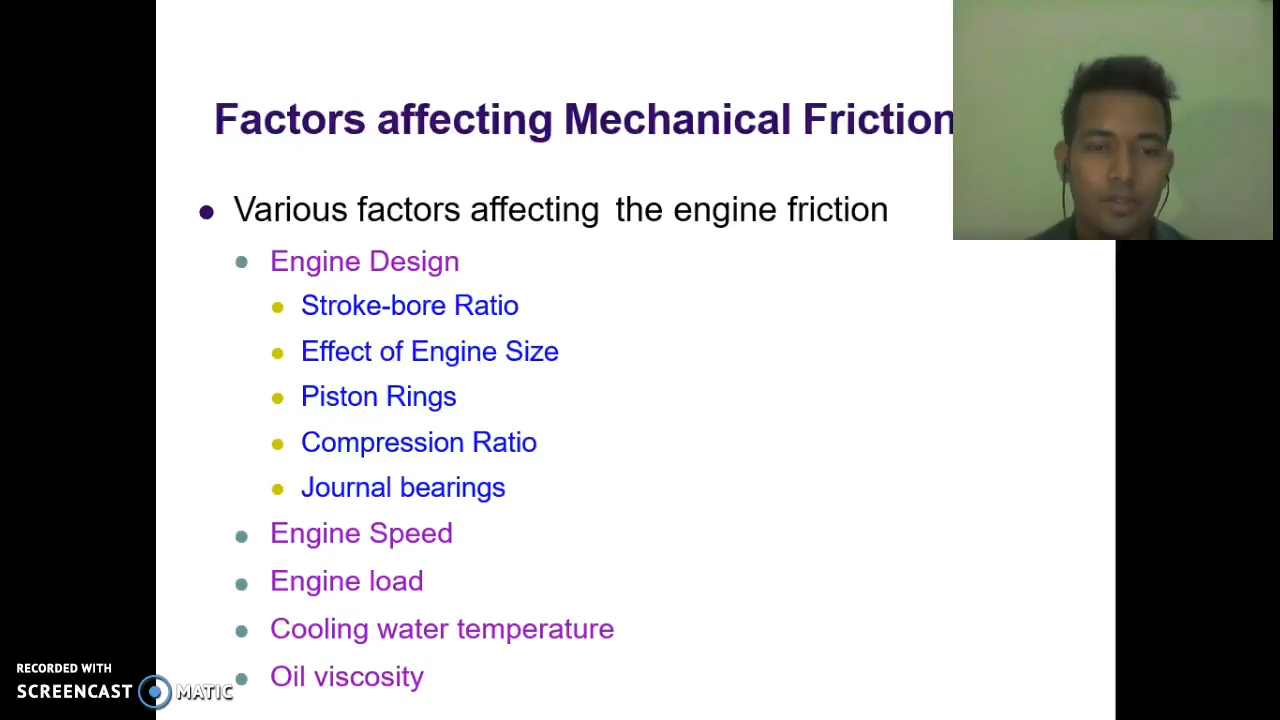 Factors affecting Mechanical Friction
Various factors affecting the engine friction
Engine Design
Stroke-bore Ratio
Effect of Engine Size
Piston Rings
Compression Ratio
Journal bearings
Engine Speed
Engine load
Cooling water temperature
Oil viscosity
RECORDED WITH
SCREENCAST MATIC